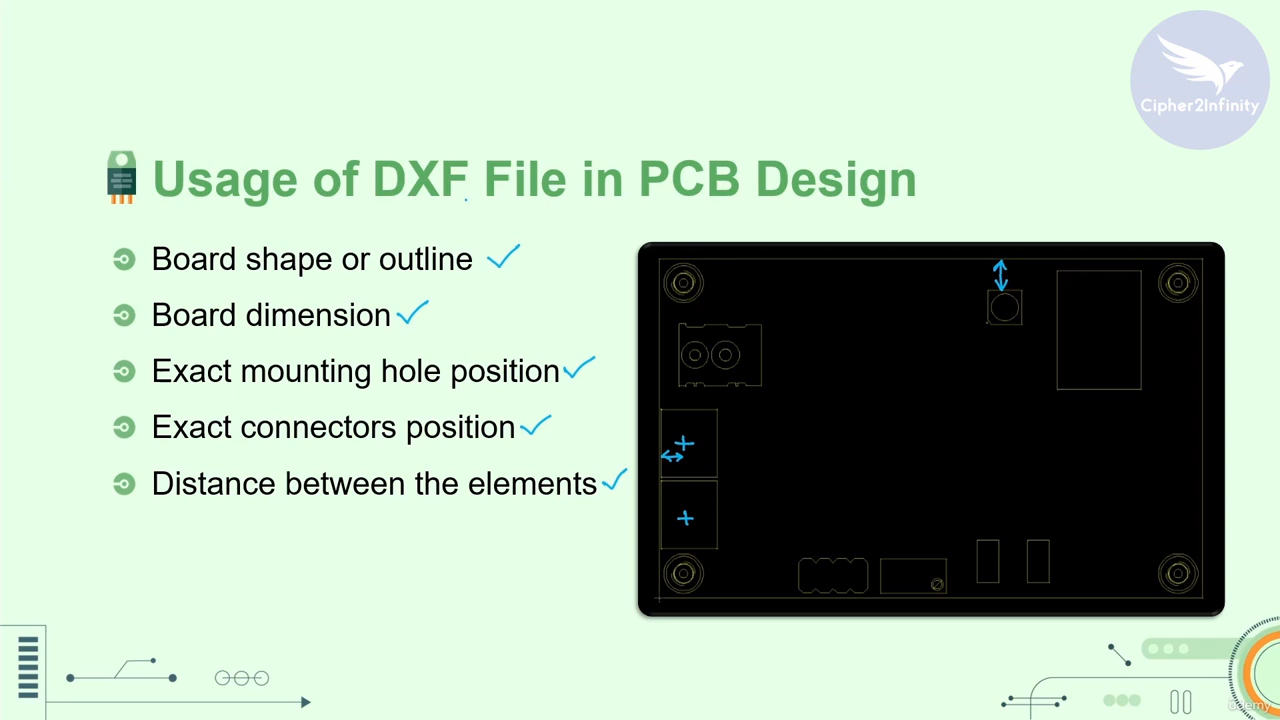 Cipher2Infinity
Usage of DXF File in PCB Design
Board shape or outline
Board dimension
Exact mounting hole position
Exact connectors position
Distance between the elements
udemy